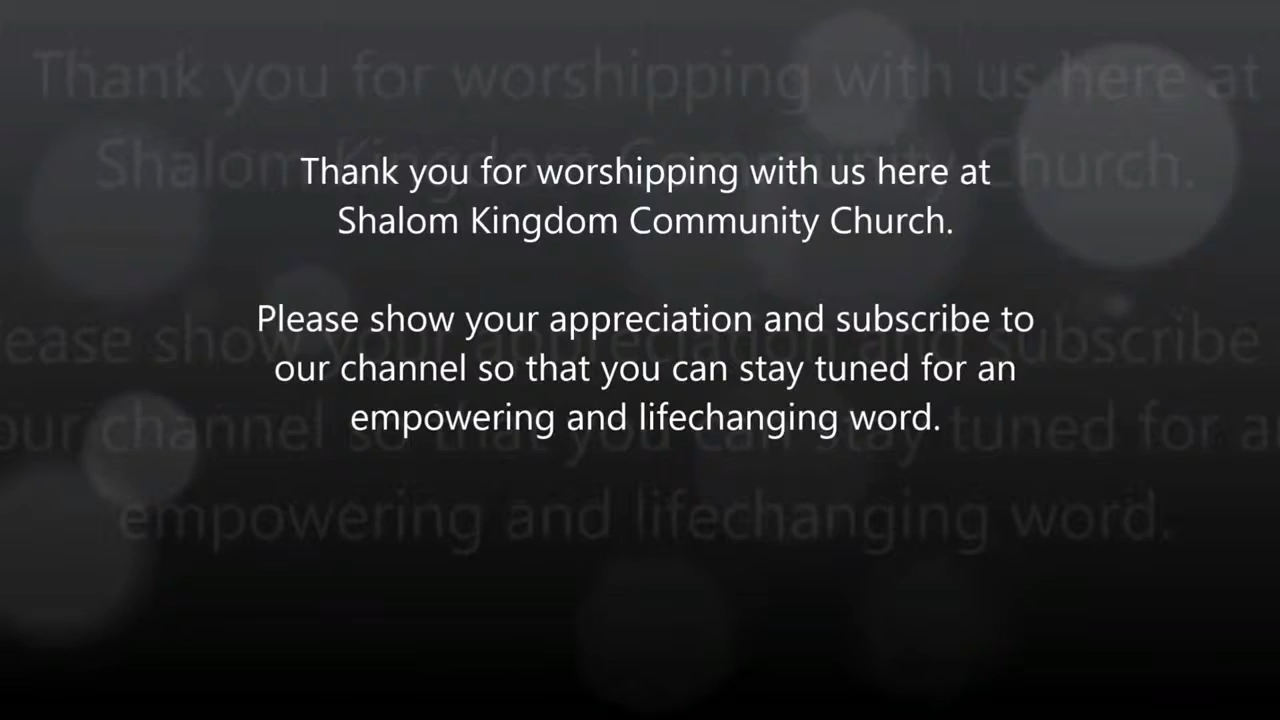 Thank you for worshipping with us here at
Shalom Kingdom Community Church.
Please show your appreciation and subscribe to
our channel so that you can stay tuned for an
empowering and lifechanging word.